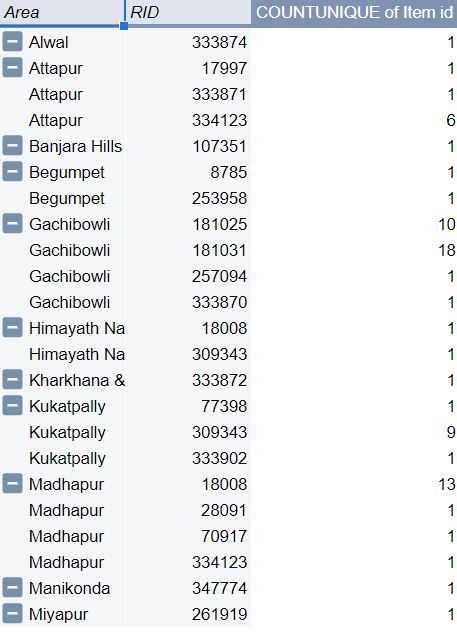 Area RID COUNTUNIQUE of Item id
Alwal 333874 1
Attapur 17997 1
Attapur 333871 1
Attapur 334123 6
Banjara Hills 107351 1
Begumpet 8785 1
Begumpet 253958 1
Gachibowli 181025 10
Gachibowli 181031 18
Gachibowli 257094 1
Gachibowli 333870 1
Himayath Na 18008 1
Himayath Na 309343 1
Kharkhana & 333872 1
Kukatpally 77398 1
Kukatpally 309343 9
Kukatpally 333902 1
Madhapur 18008 13
Madhapur 28091 1
Madhapur 70917 1
Madhapur 334123 1
Manikonda 347774 1
Miyapur 261919 1